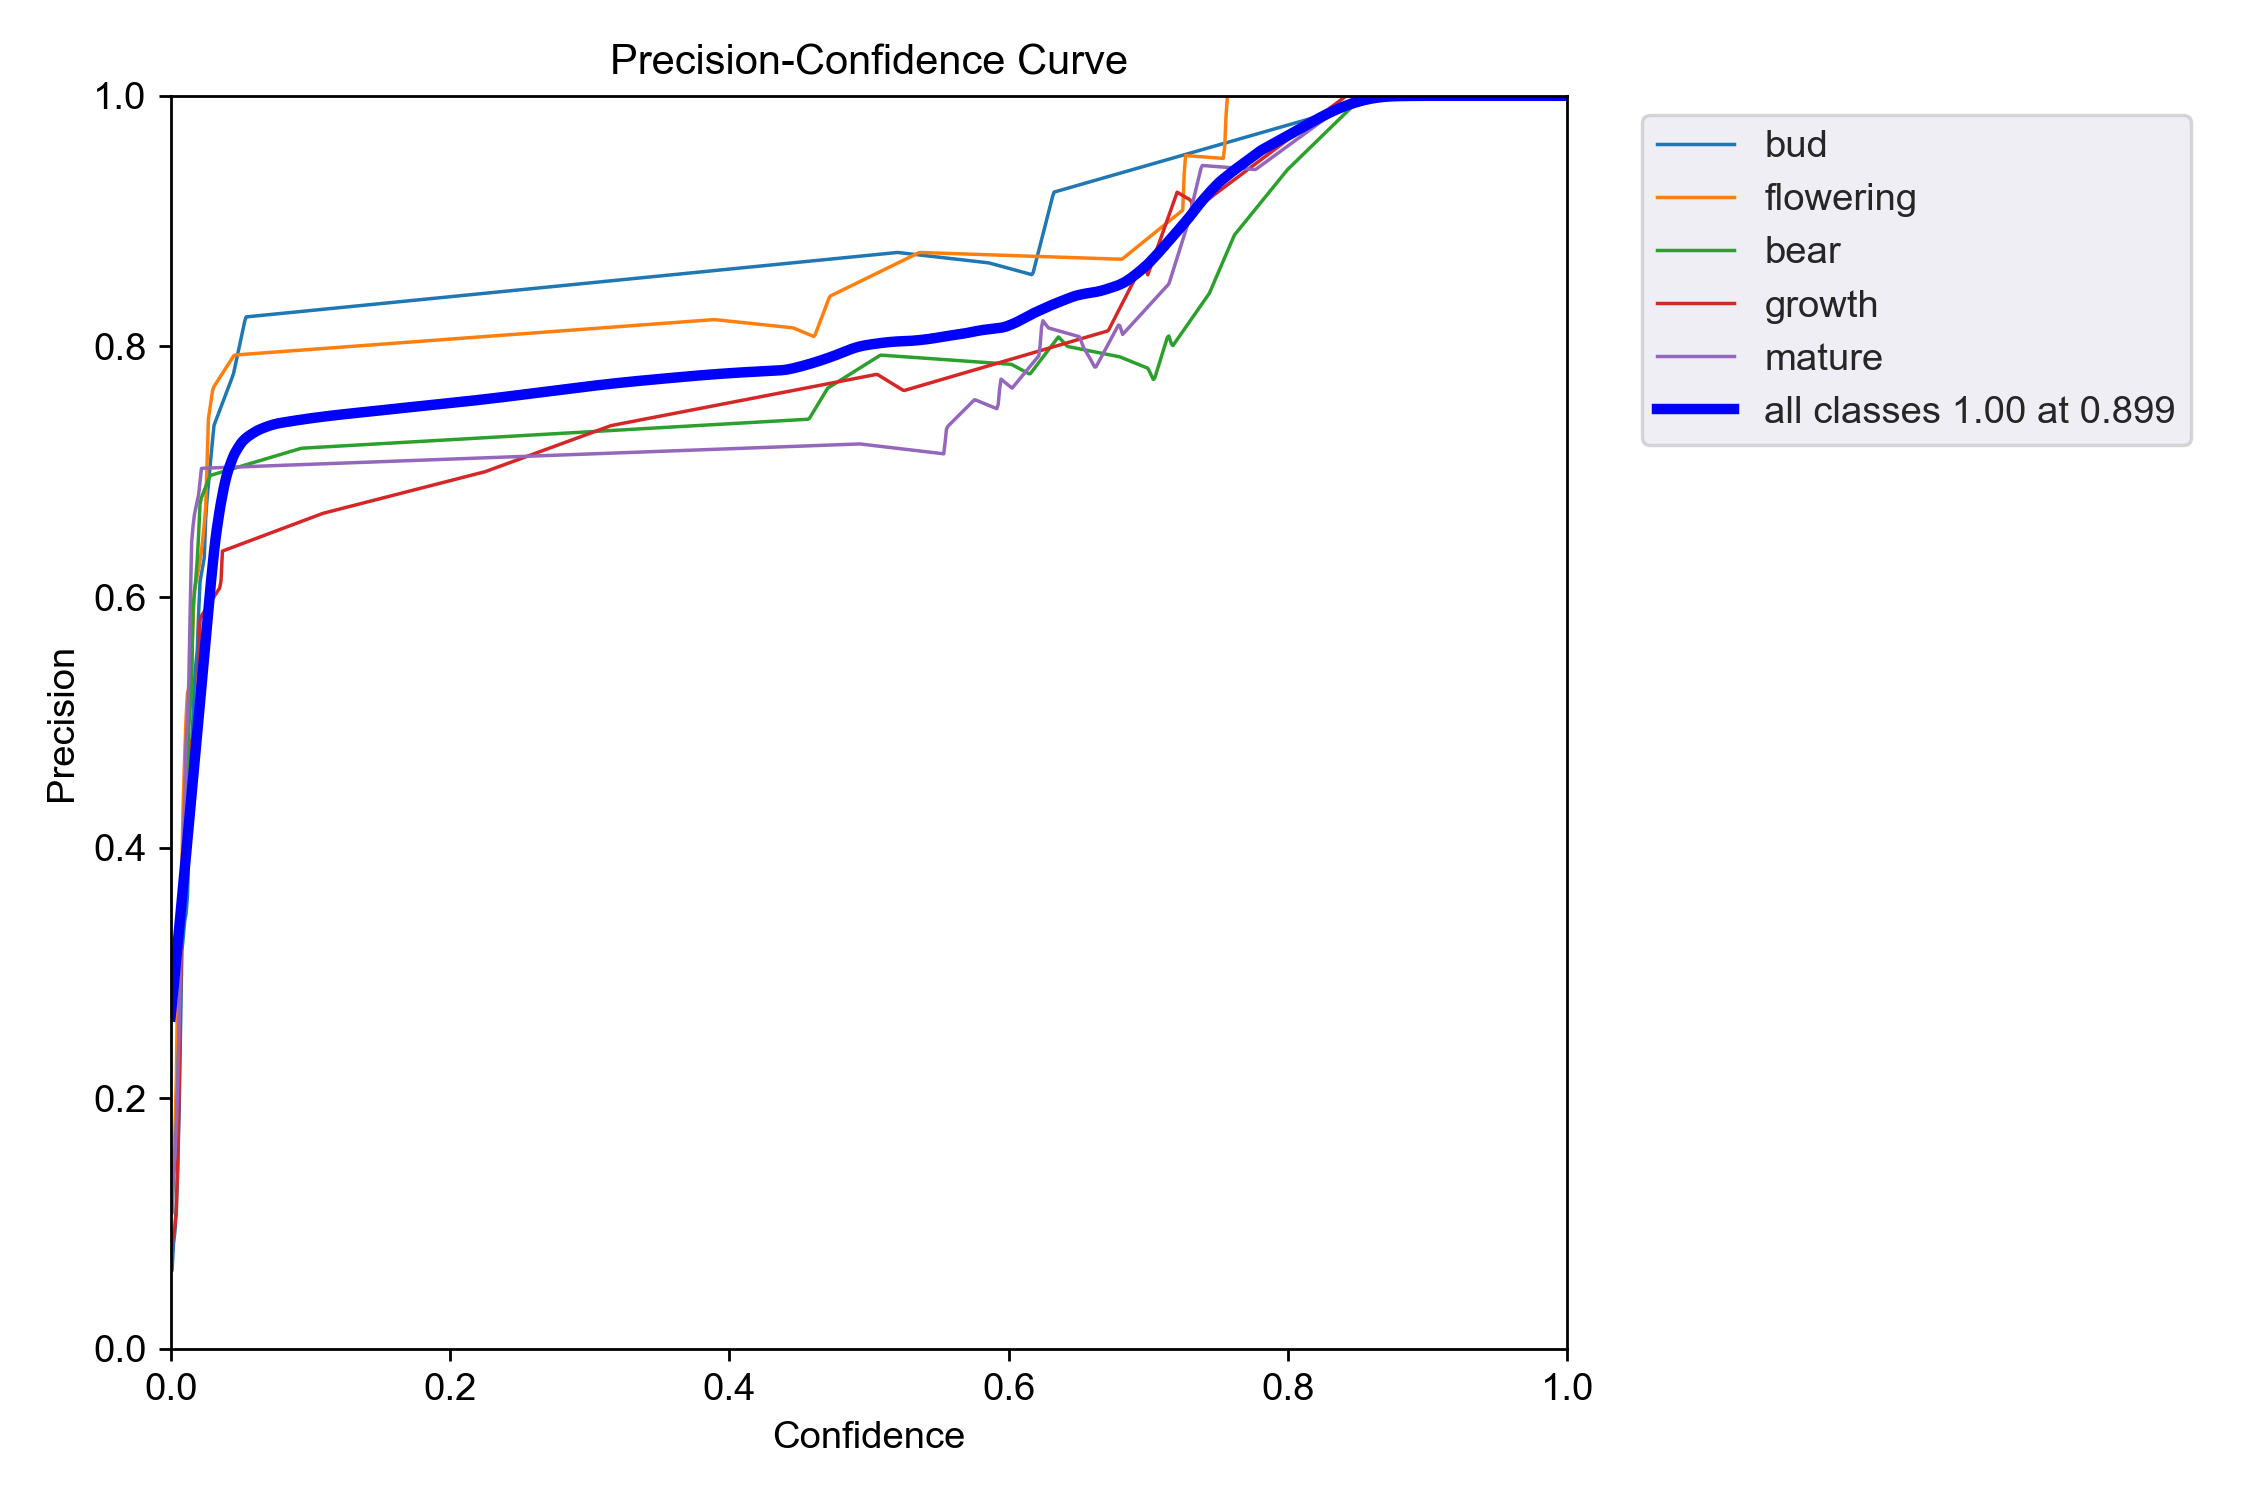 Precision-Confidence Curve
1.0
0.8
0.6
0.4
0.2
0.0
Precision
0.0 0.2 0.4 0.6 0.8 1.0
Confidence
bud
flowering
bear
growth
mature
all classes 1.00 at 0.899